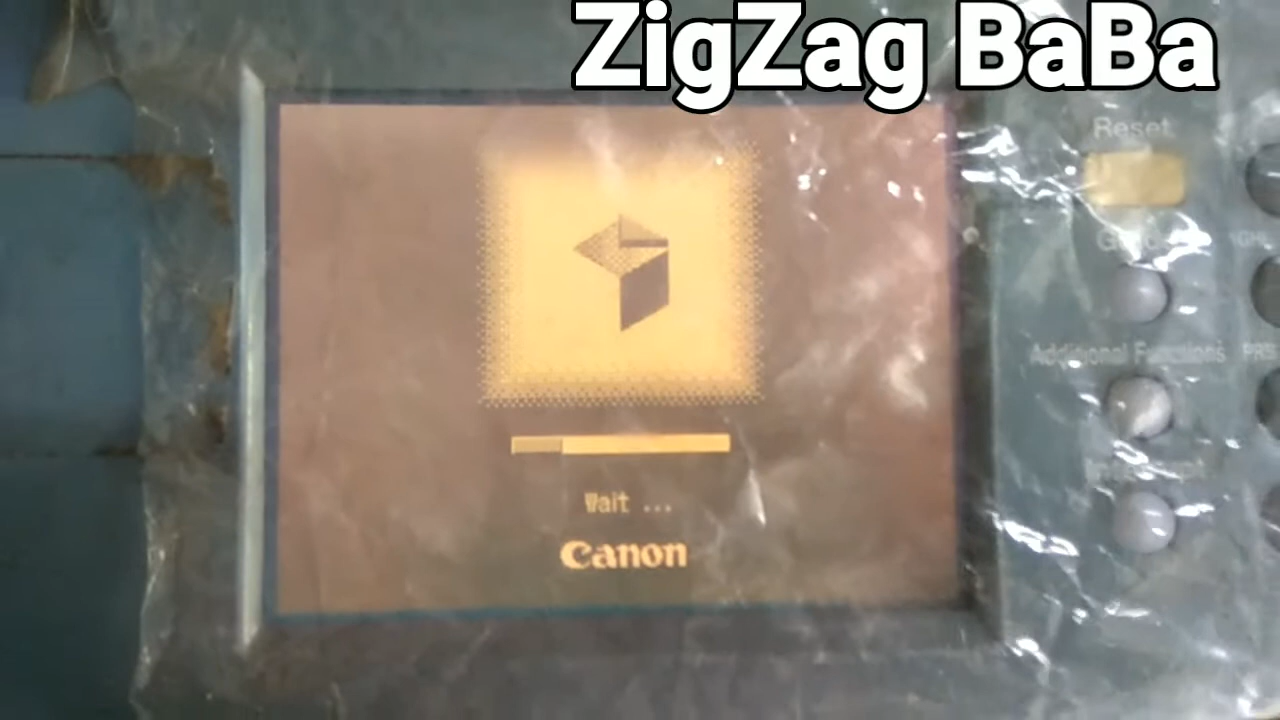 ZigZag BaBa
Reset
Additional Functions
Wait ...
Canon